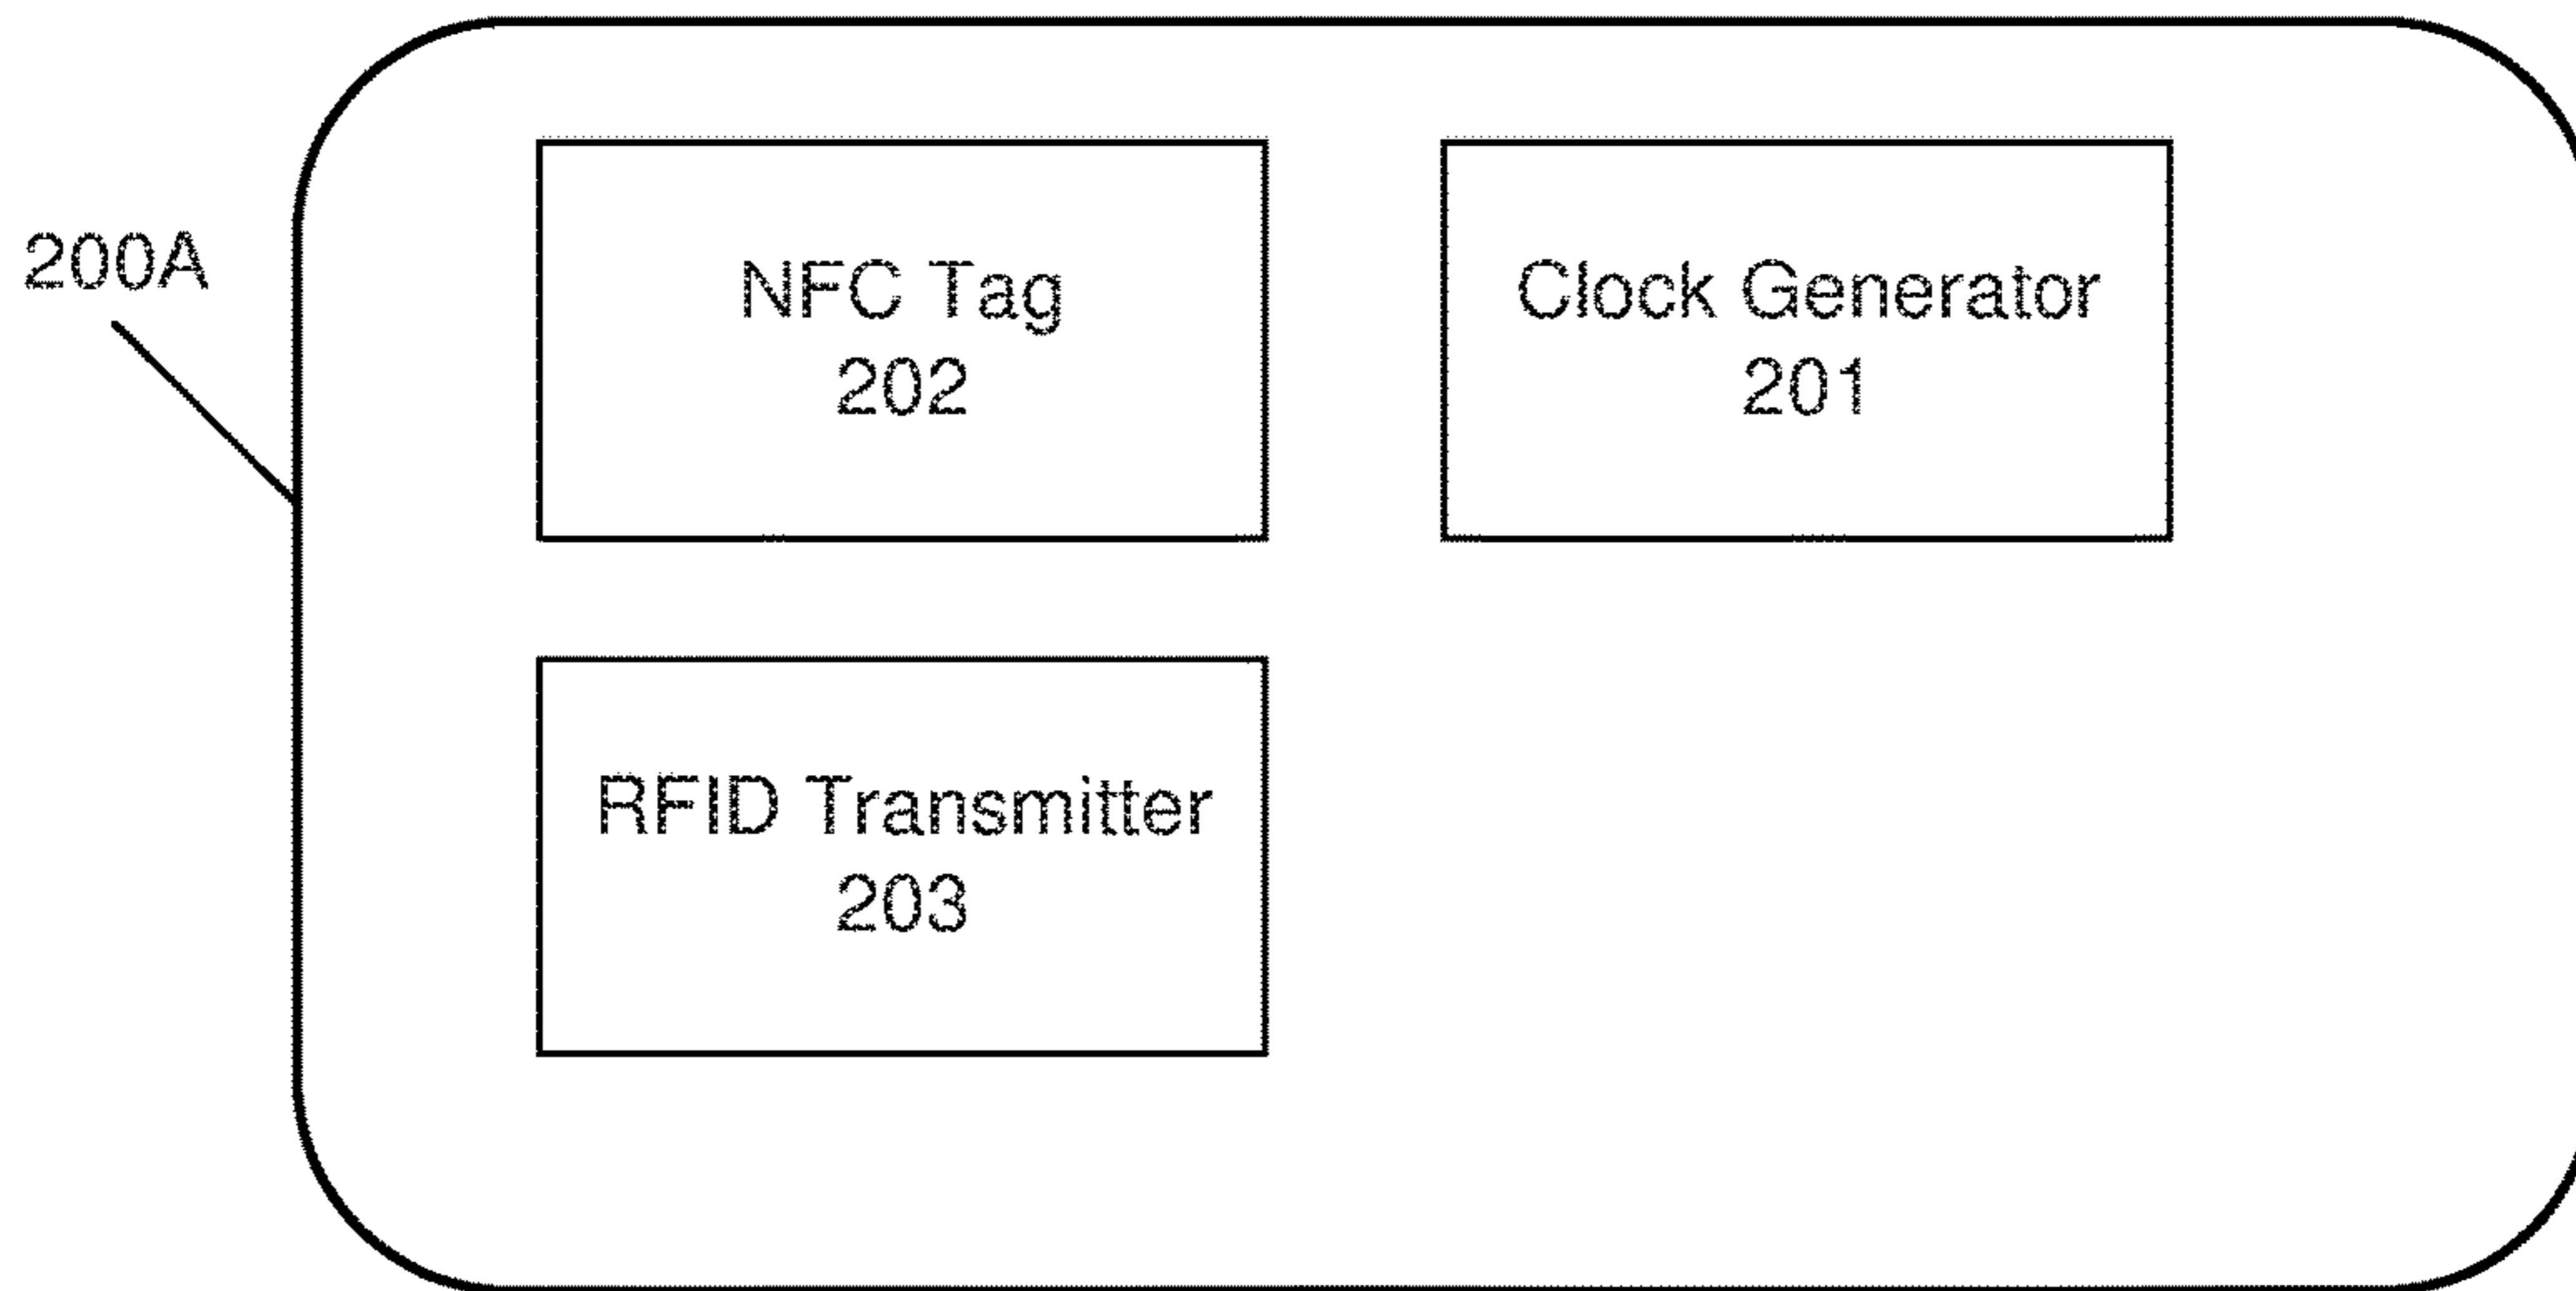 200A
NFC Tag
202
Clock Generator
201
RFID Transmitter
203